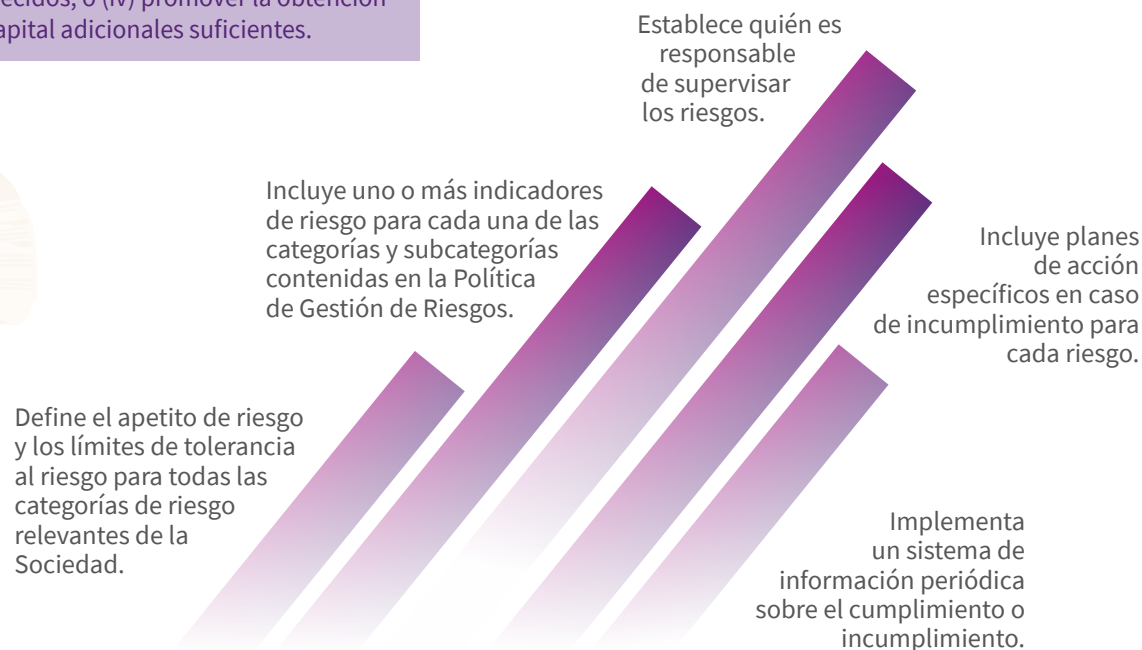 o (iv) promover la obtención
capital adicionales suficientes.
Establece quién es
responsable
de supervisar
los riesgos.
Incluye uno o más indicadores
de riesgo para cada una de las
categorías y subcategorías
contenidas en la Política
de Gestión de Riesgos.
Incluye planes
de acción
específicos en caso
de incumplimiento para
cada riesgo.
Define el apetito de riesgo
y los límites de tolerancia
al riesgo para todas las
categorías de riesgo
relevantes de la
Sociedad.
Implementa
un sistema de
información periódica
sobre el cumplimiento o
incumplimiento.